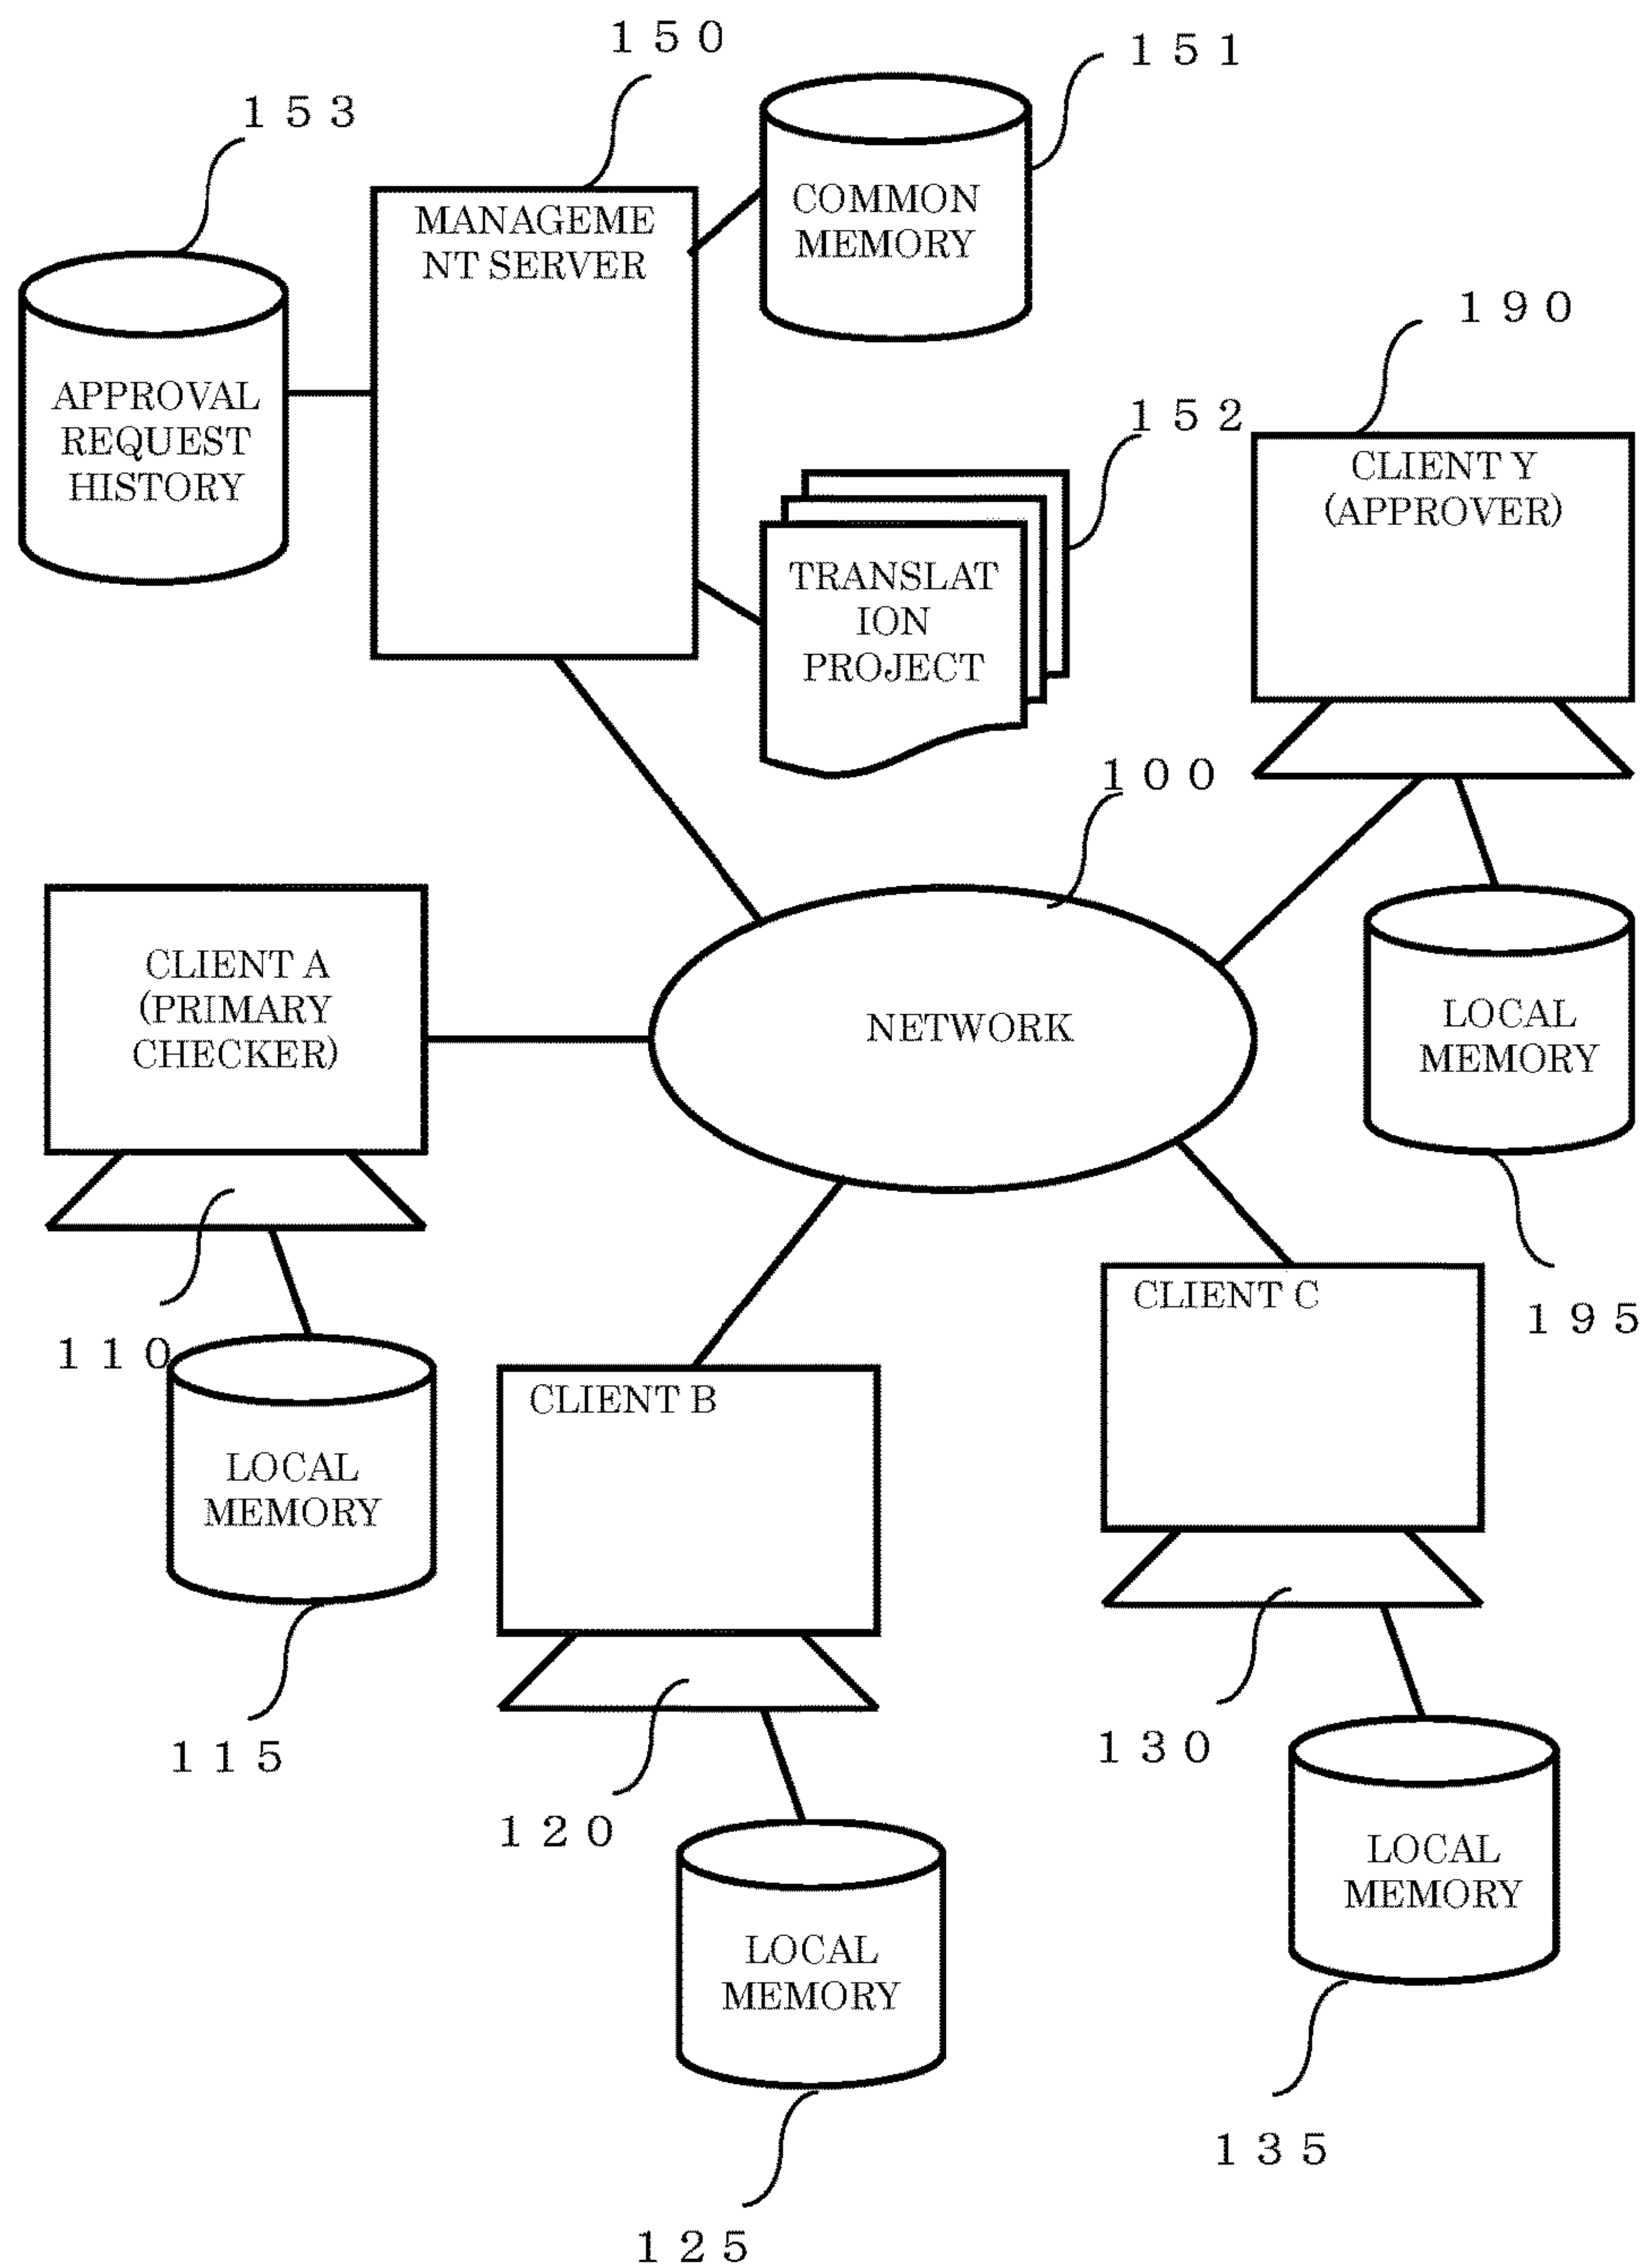 １５０
１５１
１５３
MANAGEME
NT SERVER
COMMON
MEMORY
１９０
APPROVAL
REQUEST
HISTORY
１５２
CLIENT Y
(APPROVER)
TRANSLAT
ION
PROJECT
１００
CLIENT A
(PRIMARY
CHECKER)
NETWORK
LOCAL
MEMORY
１１０
CLIENT C
１９５
CLIENT B
LOCAL
MEMORY
１１５
１２０
１３０
LOCAL
MEMORY
LOCAL
MEMORY
１３５
１２５